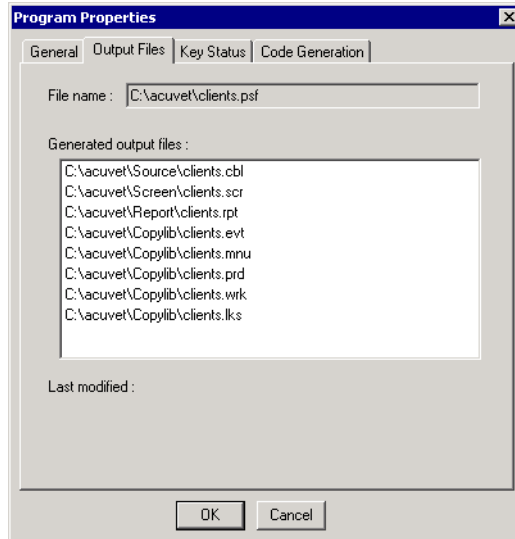 Program Properties
General Output Files Key Status Code Generation
File name : C:\acuvet\clients.psf
Generated output files :
C:\acuvet\Source\clients.cbl
C:\acuvet\Screen\clients.scr
C:\acuvet\Report\clients.rpt
C:\acuvet\Copylib\clients.evt
C:\acuvet\Copylib\clients.mnu
C:\acuvet\Copylib\clients.prd
C:\acuvet\Copylib\clients.wrk
C:\acuvet\Copylib\clients.lks
Last modified :
OK Cancel